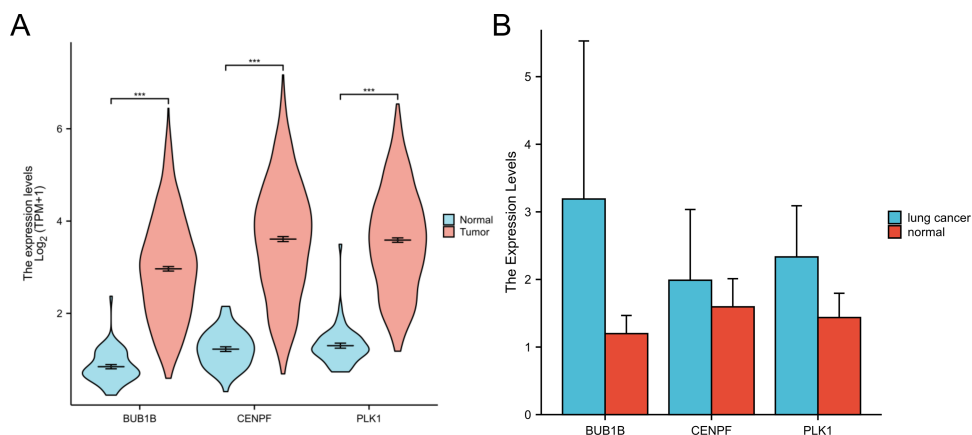 A
The expression levels
Log₂ (TPM+1)
6
4
2
***
***
***
BUB1B
CENPF
PLK1
Normal
Tumor
B
The Expression Levels
5
4
3
2
1
0
BUB1B
CENPF
PLK1
lung cancer
normal